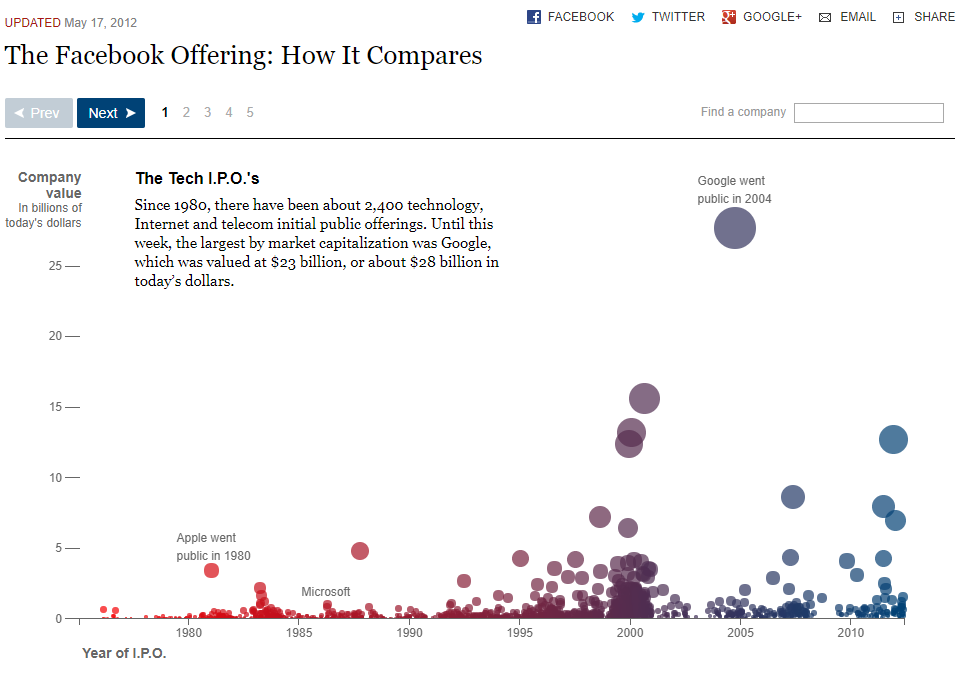 UPDATED May 17, 2012
FACEBOOK TWITTER GOOGLE+ EMAIL SHARE
The Facebook Offering: How It Compares
Prev Next 1 2 3 4 5
Find a company
Company
value
In billions of
today's dollars
The Tech I.P.O.'s
Since 1980, there have been about 2,400 technology,
Internet and telecom initial public offerings. Until this
week, the largest by market capitalization was Google,
which was valued at $23 billion, or about $28 billion in
today's dollars.
Google went
public in 2004
25
20
15
10
5
0
Apple went
public in 1980
Microsoft
1980 1985 1990 1995 2000 2005 2010
Year of I.P.O.